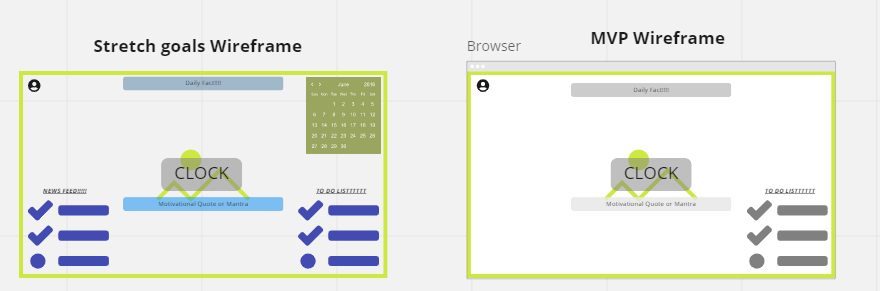 Stretch goals Wireframe
Daily Fact!!!!
‹ › June 2016
Sun Mon Tue Wed Thu Fri Sat
1 2 3 4 5
6 7 8 9 10 11 12
13 14 15 16 17 18 19
20 21 22 23 24 25 26
27 28 29 30
CLOCK
NEWS FEED!!!!!
Motivational Quote or Mantra
TO DO LIST??????
Browser
MVP Wireframe
Daily Fact!!!!
CLOCK
Motivational Quote or Mantra
TO DO LIST??????